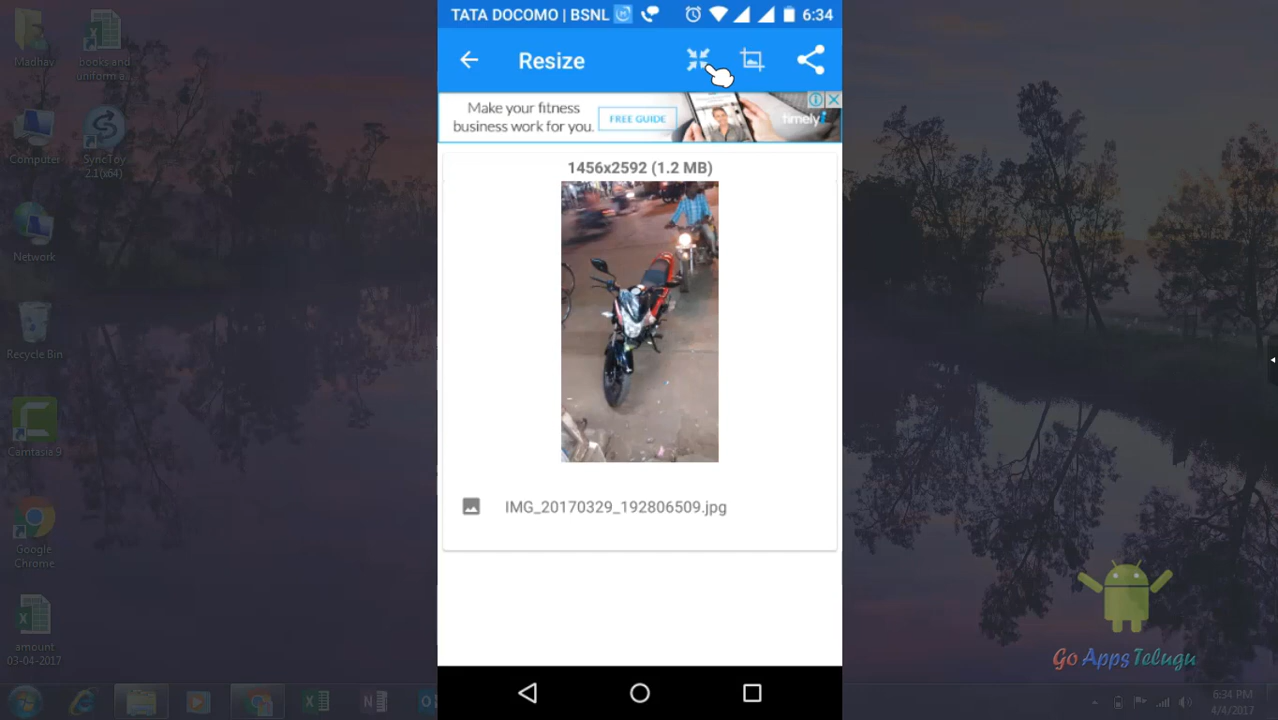 TATA DOCOMO | BSNL
6:34
Resize
Make your fitness
business work for you.
FREE GUIDE
timely
1456x2592 (1.2 MB)
IMG_20170329_192806509.jpg
Madhav
books and
uniform a...
Computer
SyncToy
2.1(x64)
Network
Recycle Bin
Camtasia 9
Google
Chrome
amount
03-04-2017
Go Apps Telugu
6:34 PM
4/4/2017